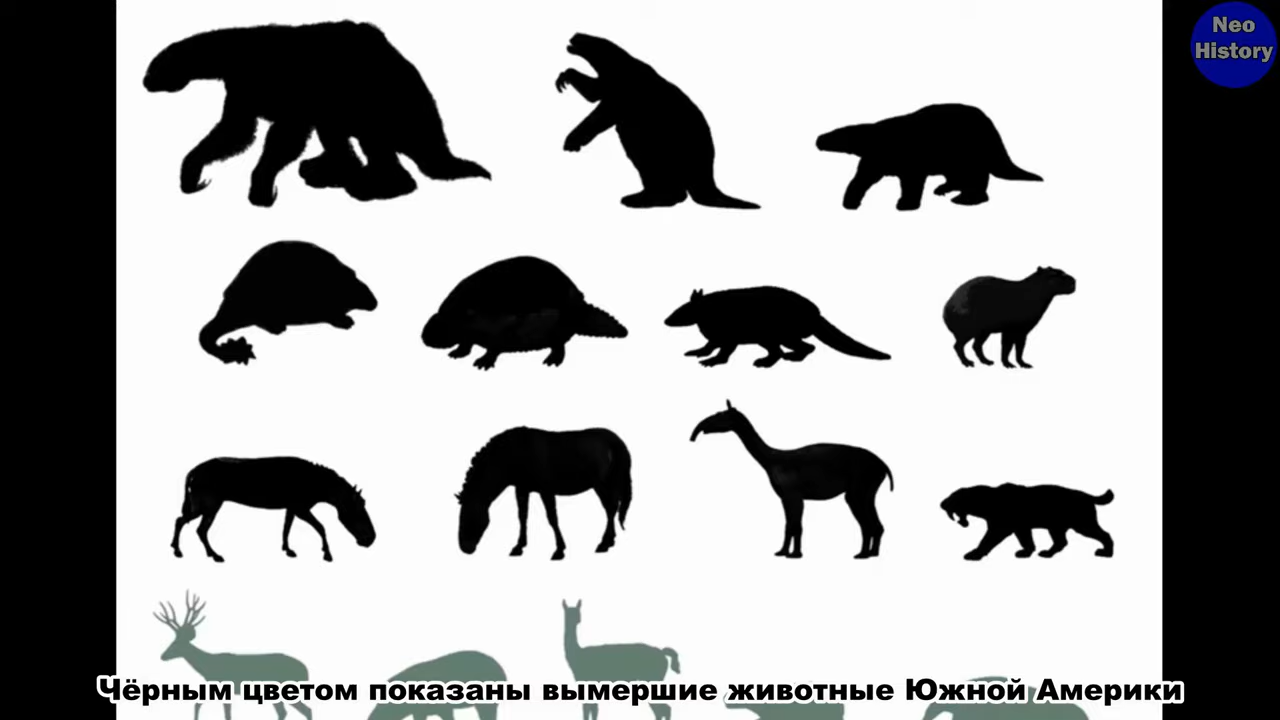 Neo
History
Чёрным цветом показаны вымершие животные Южной Америки